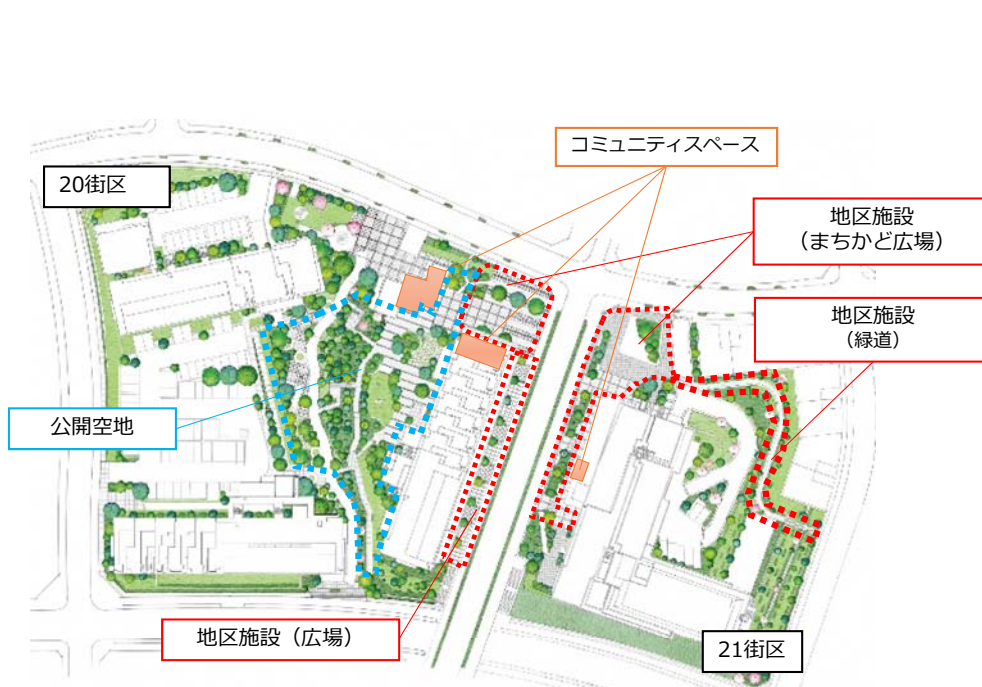 コミュニティスペース
20街区
地区施設
（まちかど広場）
地区施設
（緑道）
公開空地
地区施設（広場）
21街区